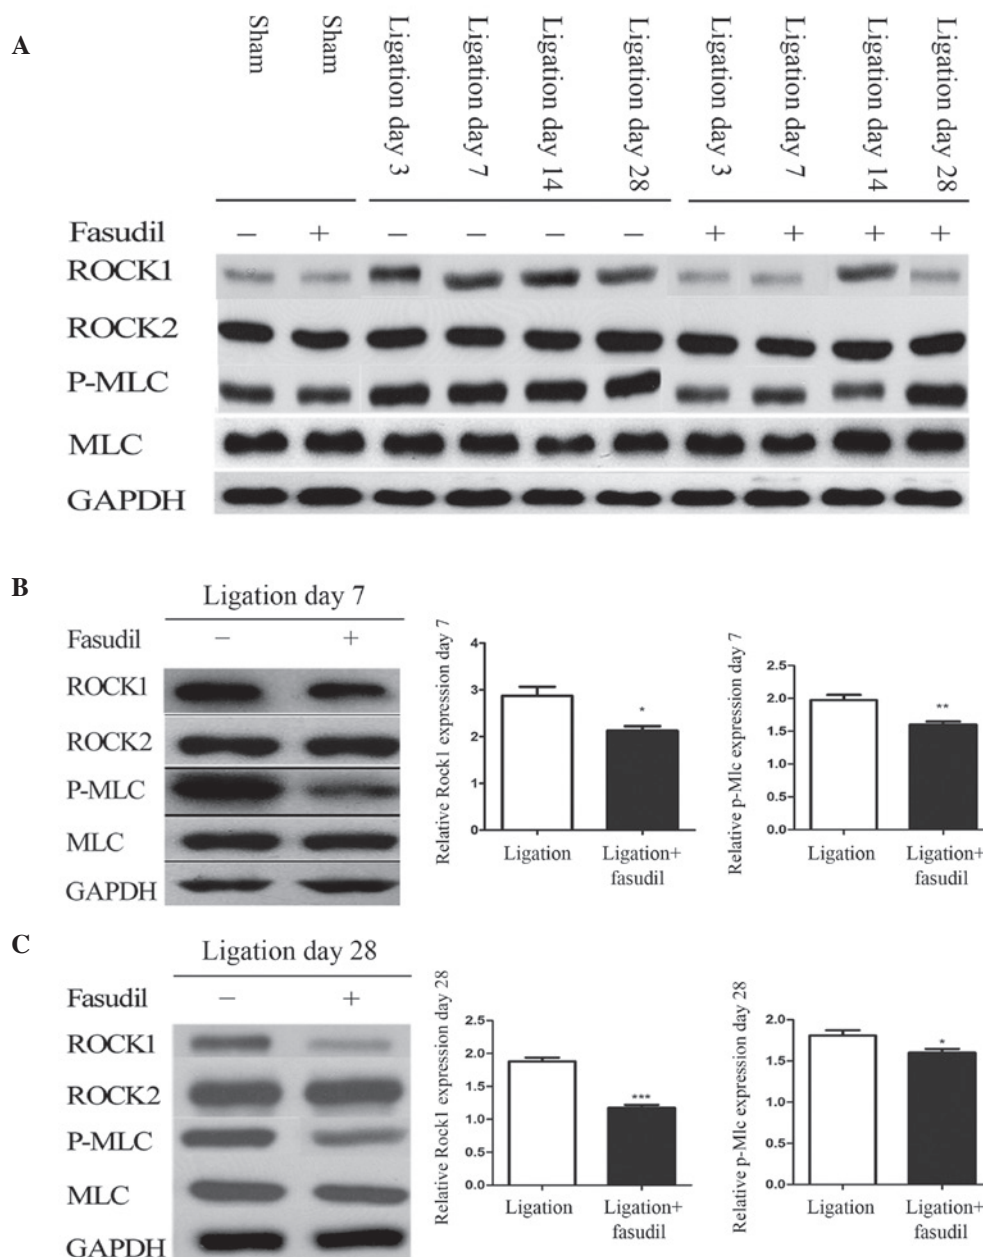 A
Sham
Sham
Ligation day 3
Ligation day 7
Ligation day 14
Ligation day 28
Ligation day 3
Ligation day 7
Ligation day 14
Ligation day 28
Fasudil − + − − − − + + + +
ROCK1
ROCK2
P-MLC
MLC
GAPDH
B
Ligation day 7
Fasudil − +
ROCK1
ROCK2
P-MLC
MLC
GAPDH
Relative Rock1 expression day 7
4
3
2
1
0
*
Ligation
Ligation+
fasudil
Relative p-Mlc expression day 7
2.5
2.0
1.5
1.0
0.5
0.0
**
Ligation
Ligation+
fasudil
C
Ligation day 28
Fasudil − +
ROCK1
ROCK2
P-MLC
MLC
GAPDH
Relative Rock1 expression day 28
2.5
2.0
1.5
1.0
0.5
0.0
***
Ligation
Ligation+
fasudil
Relative p-Mlc expression day 28
2.0
1.5
1.0
0.5
0.0
*
Ligation
Ligation+
fasudil